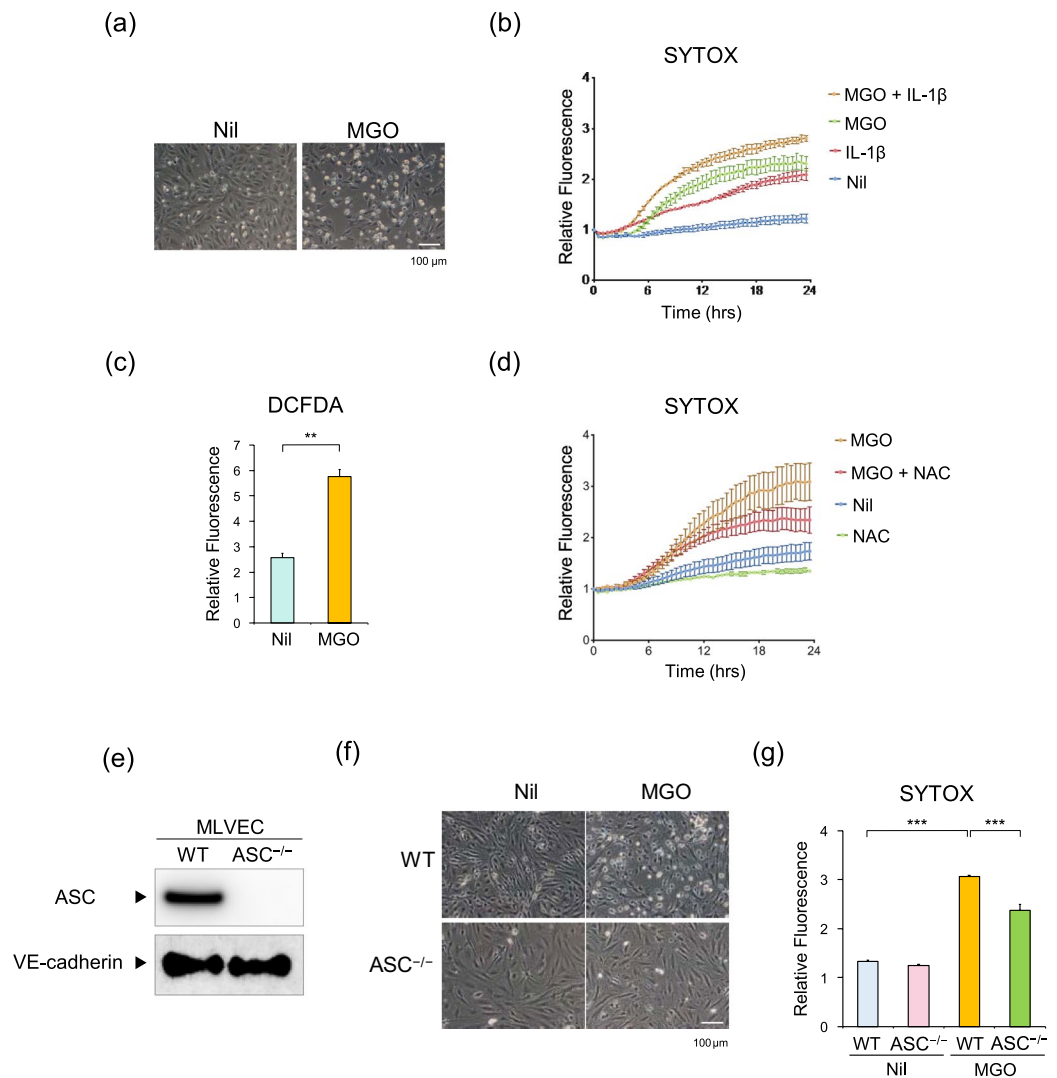 (a)
Nil MGO
100 µm
(b)
SYTOX
Relative Fluorescence
4
3
2
1
0
0 6 12 18 24
Time (hrs)
MGO + IL-1β
MGO
IL-1β
Nil
(c)
DCFDA
**
Relative Fluorescence
7
6
5
4
3
2
1
0
Nil MGO
(d)
SYTOX
Relative Fluorescence
4
3
2
1
0
0 6 12 18 24
Time (hrs)
MGO
MGO + NAC
Nil
NAC
(e)
MLVEC
WT ASC⁻/⁻
ASC
VE-cadherin
(f)
Nil MGO
WT
ASC⁻/⁻
100 µm
(g)
SYTOX
*** ***
Relative Fluorescence
4
3
2
1
0
WT ASC⁻/⁻ WT ASC⁻/⁻
Nil MGO